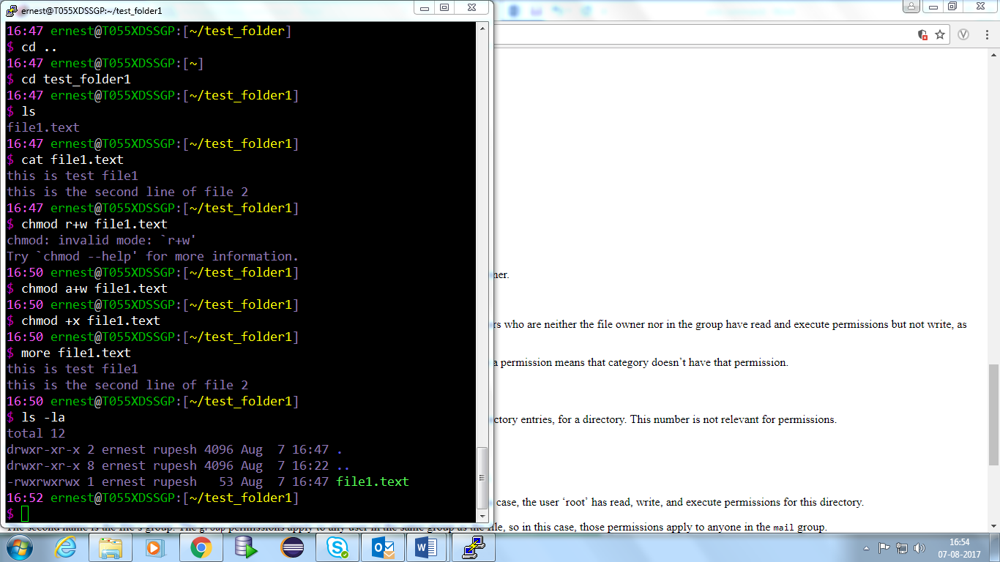 ernest@T055XDSSGP:~/test_folder1
16:47 ernest@T055XDSSGP:[~/test_folder]
$ cd ..
16:47 ernest@T055XDSSGP:[~]
$ cd test_folder1
16:47 ernest@T055XDSSGP:[~/test_folder1]
$ ls
file1.text
16:47 ernest@T055XDSSGP:[~/test_folder1]
$ cat file1.text
this is test file1
this is the second line of file 2
16:47 ernest@T055XDSSGP:[~/test_folder1]
$ chmod r+w file1.text
chmod: invalid mode: `r+w'
Try `chmod --help' for more information.
16:50 ernest@T055XDSSGP:[~/test_folder1]
$ chmod a+w file1.text
16:50 ernest@T055XDSSGP:[~/test_folder1]
$ chmod +x file1.text
16:50 ernest@T055XDSSGP:[~/test_folder1]
$ more file1.text
this is test file1
this is the second line of file 2
16:50 ernest@T055XDSSGP:[~/test_folder1]
$ ls -la
total 12
drwxr-xr-x 2 ernest rupesh 4096 Aug  7 16:47 .
drwxr-xr-x 8 ernest rupesh 4096 Aug  7 16:22 ..
-rwxrwxrwx 1 ernest rupesh   53 Aug  7 16:47 file1.text
16:52 ernest@T055XDSSGP:[~/test_folder1]
$
V
ner.
rs who are neither the file owner nor in the group have read and execute permissions but not write, as
a permission means that category doesn’t have that permission.
ctory entries, for a directory. This number is not relevant for permissions.
case, the user ‘root’ has read, write, and execute permissions for this directory.
The second name is the file's group. The group permissions apply to any user in the same group as the file, so in this case, those permissions apply to anyone in the mail group.
16:54
07-08-2017